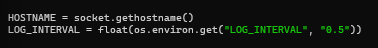 HOSTNAME = socket.gethostname()
LOG_INTERVAL = float(os.environ.get("LOG_INTERVAL", "0.5"))